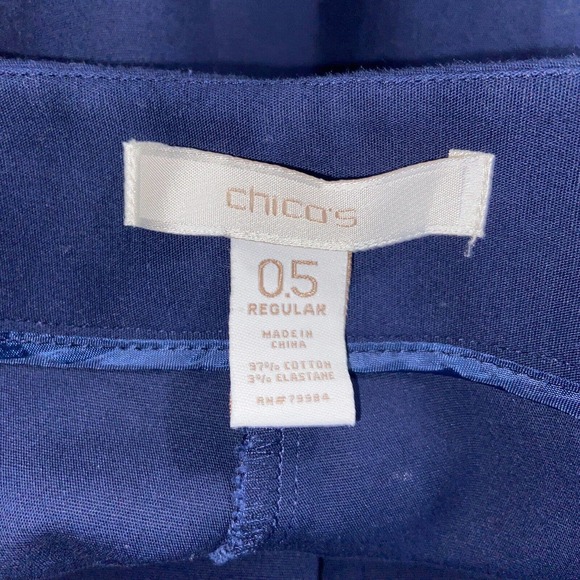 chico's
0.5
REGULAR
MADE IN
CHINA
97% COTTON
3% ELASTANE
RN# 79984